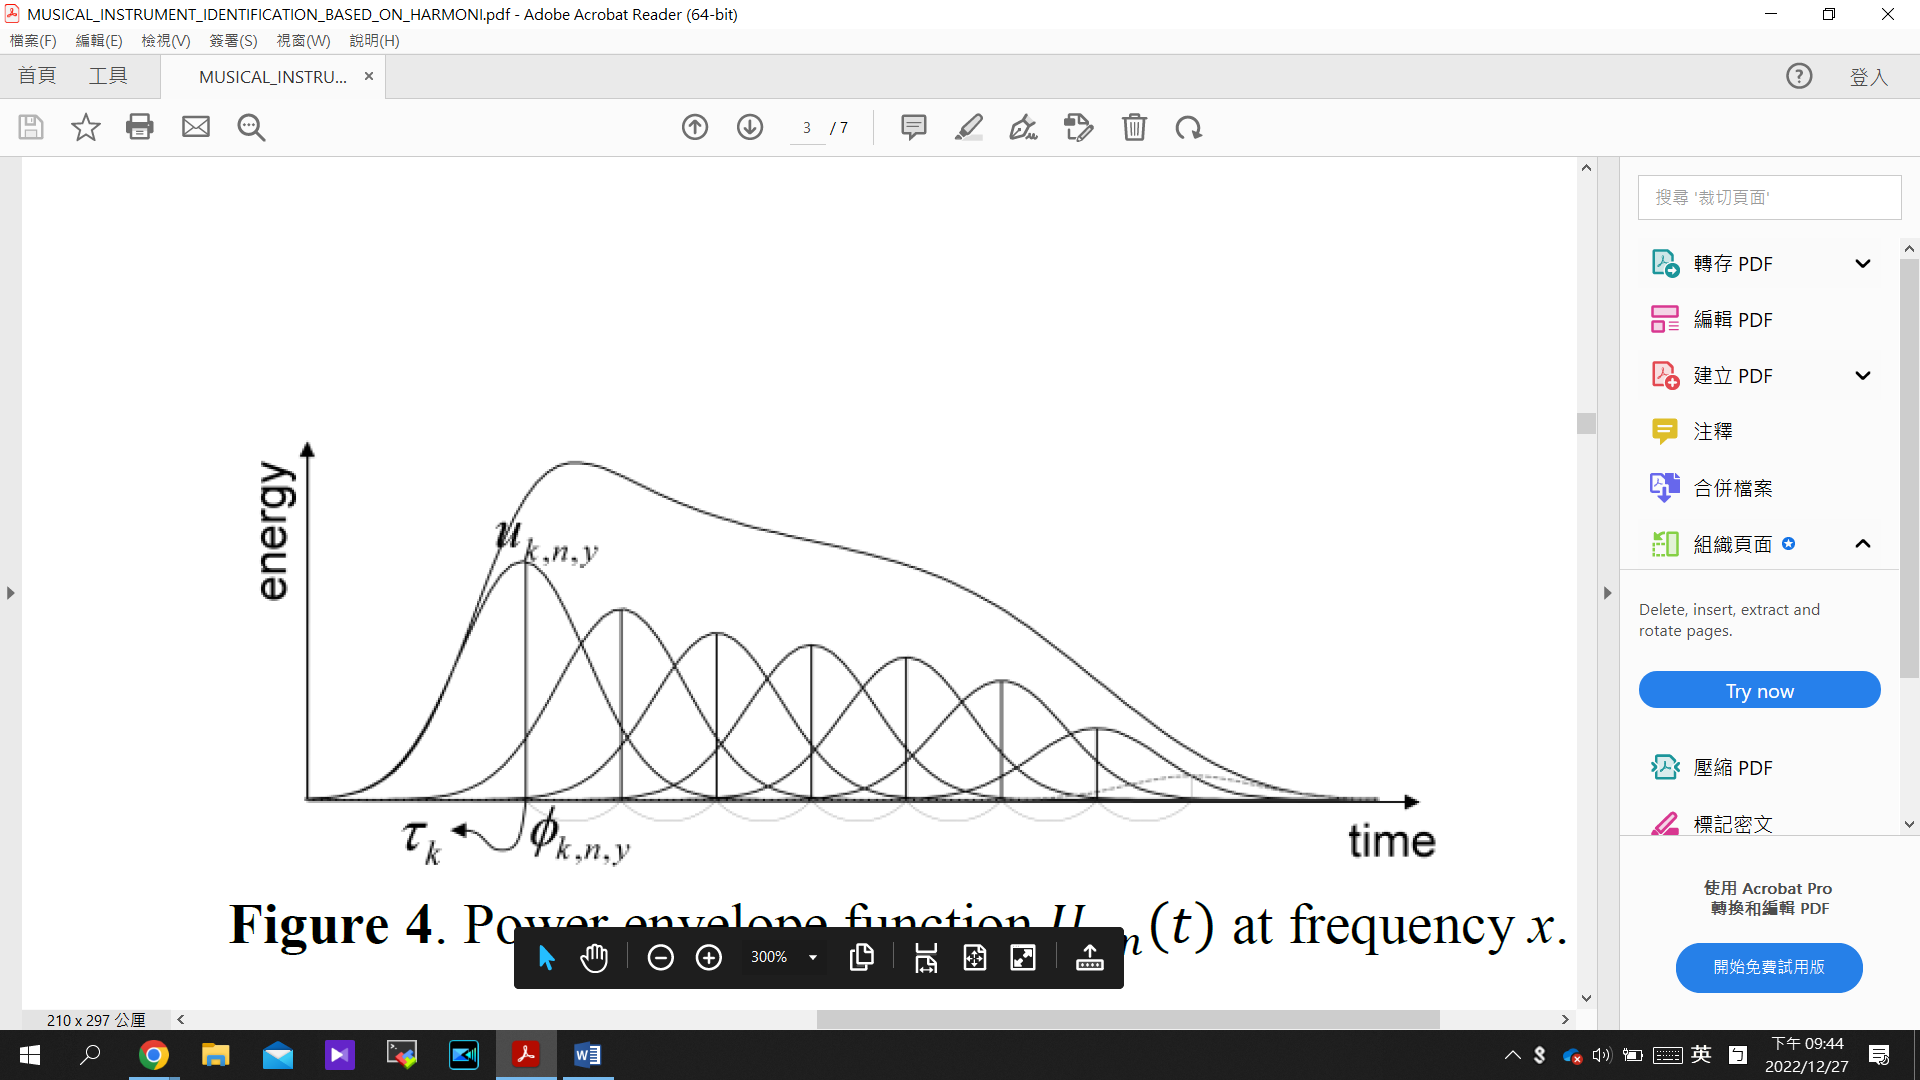 MUSICAL_INSTRUMENT_IDENTIFICATION_BASED_ON_HARMONI.pdf - Adobe Acrobat Reader (64-bit)
檔案(F) 編輯(E) 檢視(V) 簽署(S) 視窗(W) 說明(H)
首頁 工具 MUSICAL_INSTRU... × 登入
3 / 7
搜尋 '裁切頁面'
轉存 PDF
編輯 PDF
建立 PDF
注釋
合併檔案
組織頁面
Delete, insert, extract and
rotate pages.
Try now
壓縮 PDF
標記密文
使用 Acrobat Pro
轉換和編輯 PDF
開始免費試用版
energy
u k,n,y
τ k
ϕ k,n,y
time
Figure 4. Power envelope function (t) at frequency x.
300%
210 x 297 公厘
英
下午 09:44
2022/12/27